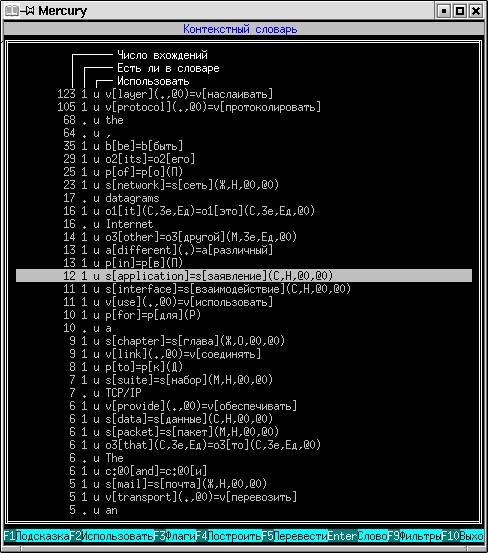 Mercury
Контекстный словарь
Число вхождений
Есть ли в словаре
Использовать
123 1 u v[layer](.,@0)=v[наслаивать]
105 1 u v[protocol](.,@0)=v[протоколировать]
68 . u the
64 . u ,
35 1 u b[be]=b[быть]
29 1 u o2[its]=o2[его]
25 1 u p[of]=p[о](П)
23 1 u s[network]=s[сеть](Ж,Н,@0,@0)
17 . u datagrams
16 1 u o1[it](С,3е,Ед)=o1[это](С,3е,Ед,@0)
16 . u Internet
14 1 u o3[other]=o3[другой](М,3е,Ед,@0)
13 1 u a[different](.)=a[различный]
13 1 u p[in]=p[в](П)
12 1 u s[application]=s[заявление](С,Н,@0,@0)
11 1 u s[interface]=s[взаимодействие](С,Н,@0,@0)
11 1 u v[use](.,@0)=v[использовать]
10 1 u p[for]=p[для](Р)
10 . u a
9 1 u s[chapter]=s[глава](Ж,О,@0,@0)
9 1 u v[link](.,@0)=v[соединять]
8 1 u p[to]=p[к](Д)
7 1 u s[suite]=s[набор](М,Н,@0,@0)
7 . u TCP/IP
6 1 u v[provide](.,@0)=v[обеспечивать]
6 1 u s[data]=s[данные](С,Н,@0,@0)
6 1 u s[packet]=s[пакет](М,Н,@0,@0)
6 1 u o3[that](С,3е,Ед)=o3[то](С,3е,Ед,@0)
6 . u The
6 1 u c:@0[and]=c:@0[и]
5 1 u s[mail]=s[почта](Ж,Н,@0,@0)
5 1 u v[transport](.,@0)=v[перевозить]
5 . u an
F1Подсказка F2Использовать F3Флаги F4Построить F5Перевести Enter Слово F9Фильтры F10Выхо